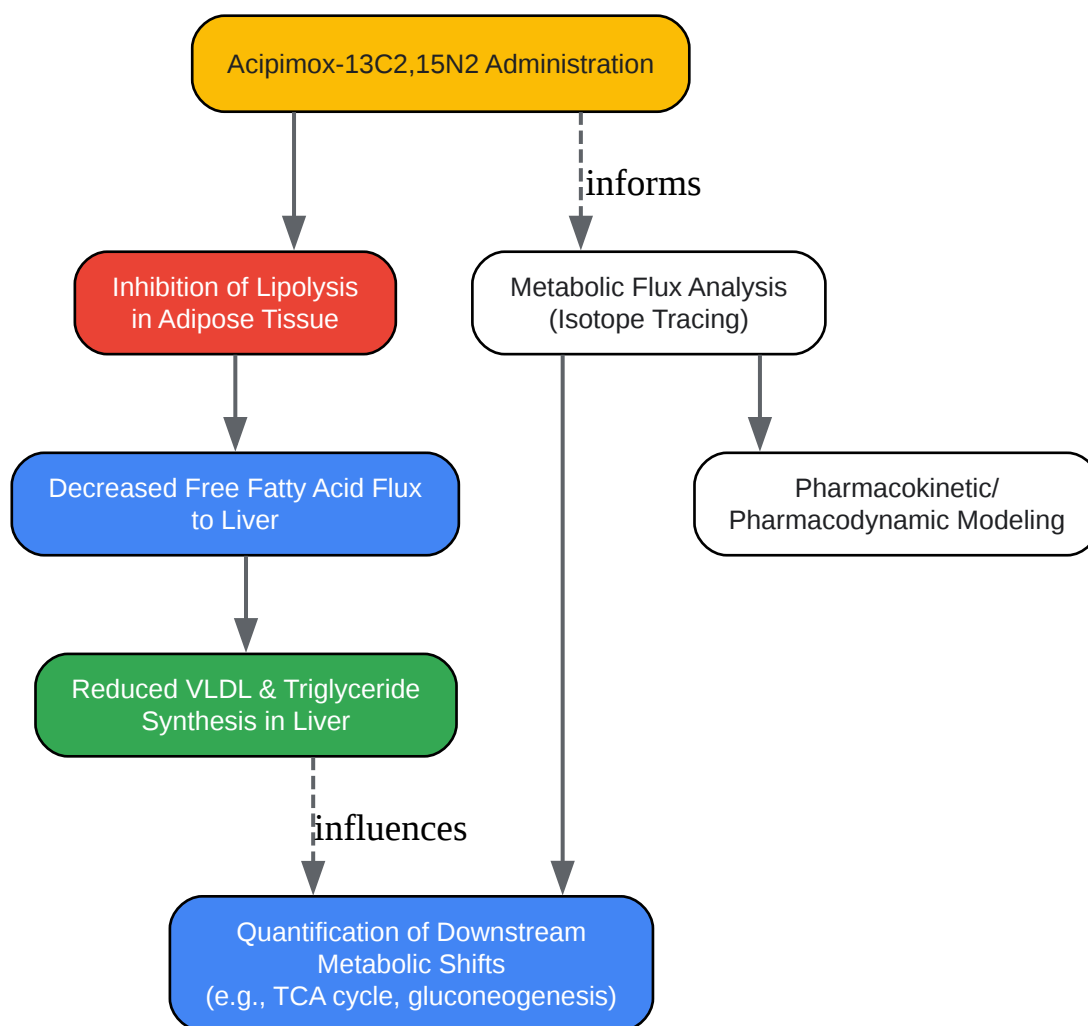 Acipimox-13C2,15N2 Administration
informs
Inhibition of Lipolysis
in Adipose Tissue
Metabolic Flux Analysis
(Isotope Tracing)
Decreased Free Fatty Acid Flux
to Liver
Pharmacokinetic/
Pharmacodynamic Modeling
Reduced VLDL & Triglyceride
Synthesis in Liver
influences
Quantification of Downstream
Metabolic Shifts
(e.g., TCA cycle, gluconeogenesis)